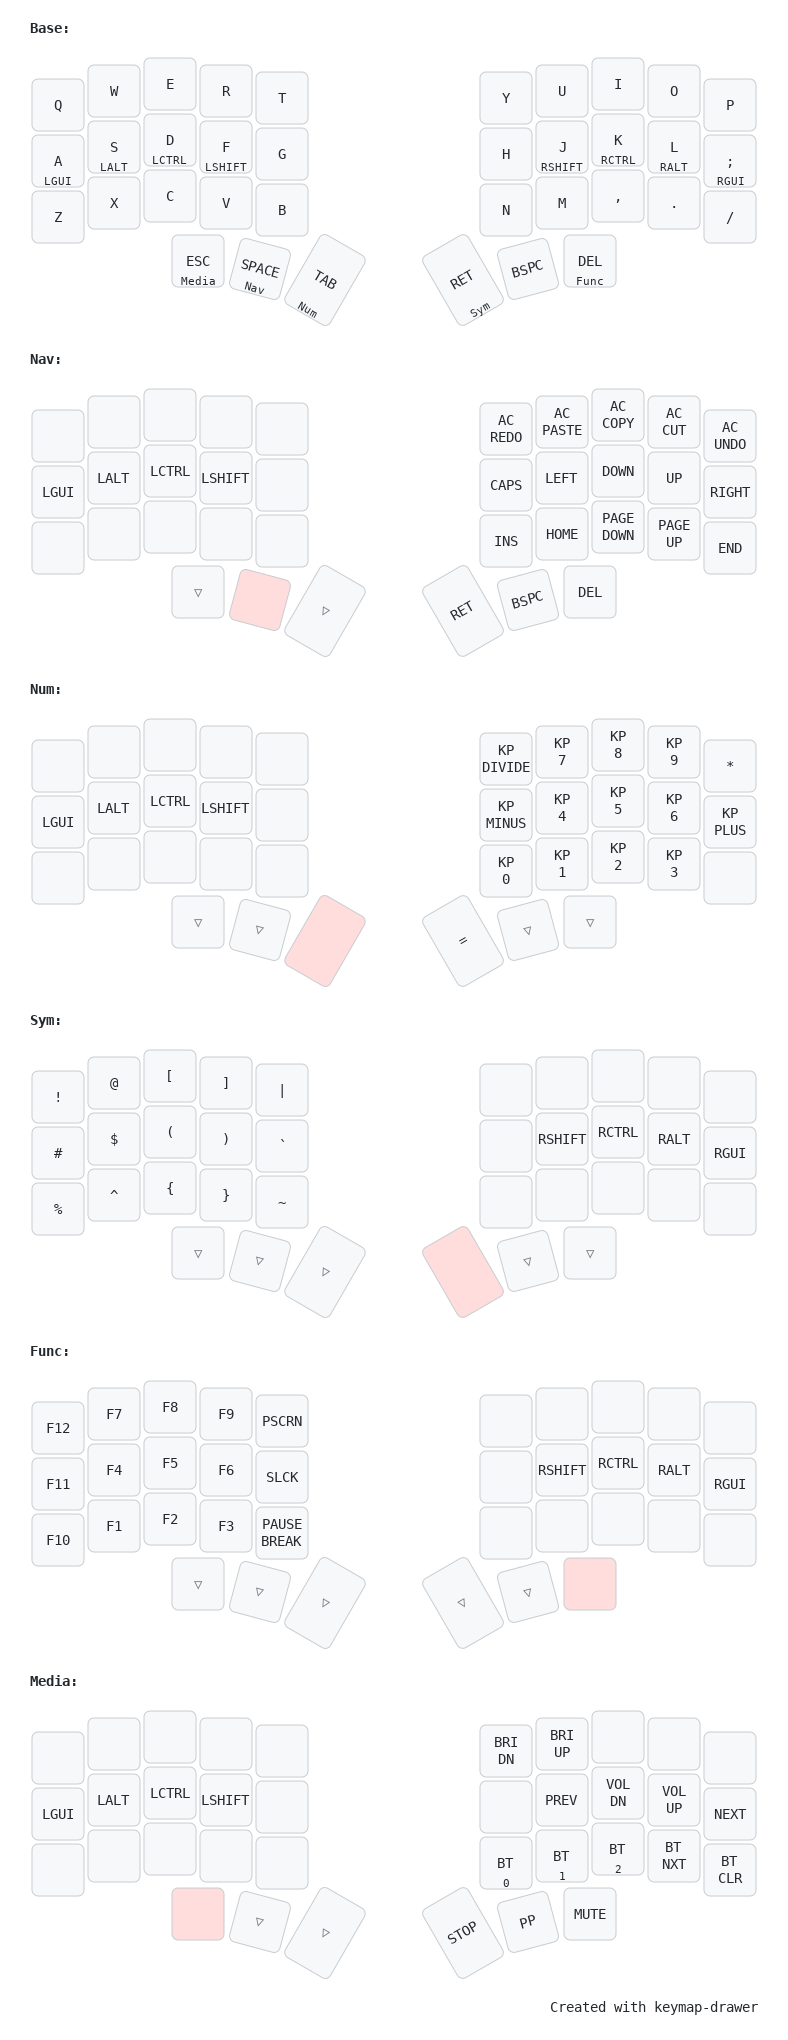 Base:
Q W E R T Y U I O P
A S D F G H J K L ;
LGUI LALT LCTRL LSHIFT RSHIFT RCTRL RALT RGUI
Z X C V B N M , . /
ESC SPACE TAB RET BSPC DEL
Media Nav Num Sym Func
Nav:
AC REDO AC PASTE AC COPY AC CUT AC UNDO
LGUI LALT LCTRL LSHIFT CAPS LEFT DOWN UP RIGHT
INS HOME PAGE DOWN PAGE UP END
▽ ▷ RET BSPC DEL
Num:
KP DIVIDE KP 7 KP 8 KP 9 *
LGUI LALT LCTRL LSHIFT KP MINUS KP 4 KP 5 KP 6 KP PLUS
KP 0 KP 1 KP 2 KP 3
▽ ▽ = ▽ ▽
Sym:
! @ [ ] |
# $ ( ) ` RSHIFT RCTRL RALT RGUI
% ^ { } ~
▽ ▽ ▷ ▽ ▽
Func:
F12 F7 F8 F9 PSCRN
F11 F4 F5 F6 SLCK RSHIFT RCTRL RALT RGUI
F10 F1 F2 F3 PAUSE BREAK
▽ ▽ ▷ ◁ ▽
Media:
BRI DN BRI UP
LGUI LALT LCTRL LSHIFT PREV VOL DN VOL UP NEXT
BT 0 BT 1 BT 2 BT NXT BT CLR
▽ ▷ STOP PP MUTE
Created with keymap-drawer